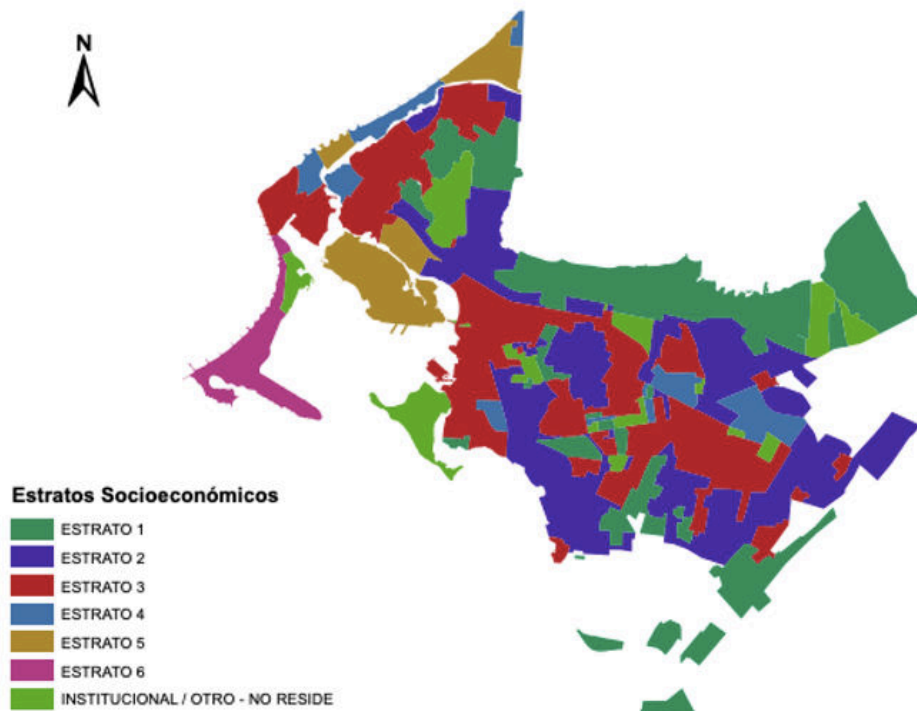 N
Estratos Socioeconómicos
ESTRATO 1
ESTRATO 2
ESTRATO 3
ESTRATO 4
ESTRATO 5
ESTRATO 6
INSTITUCIONAL / OTRO - NO RESIDE